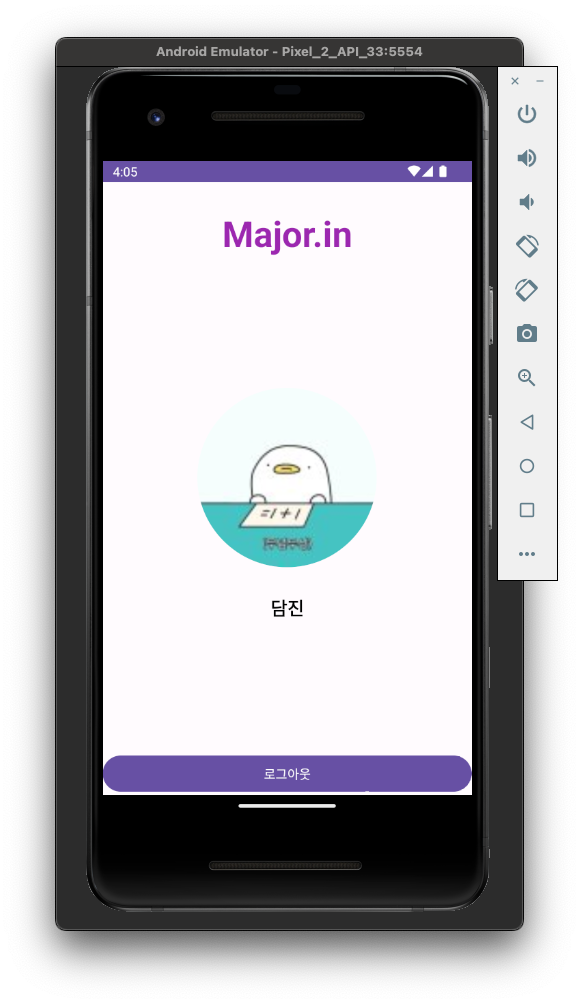 Android Emulator - Pixel_2_API_33:5554
4:05
Major.in
=1+1
담진
로그아웃